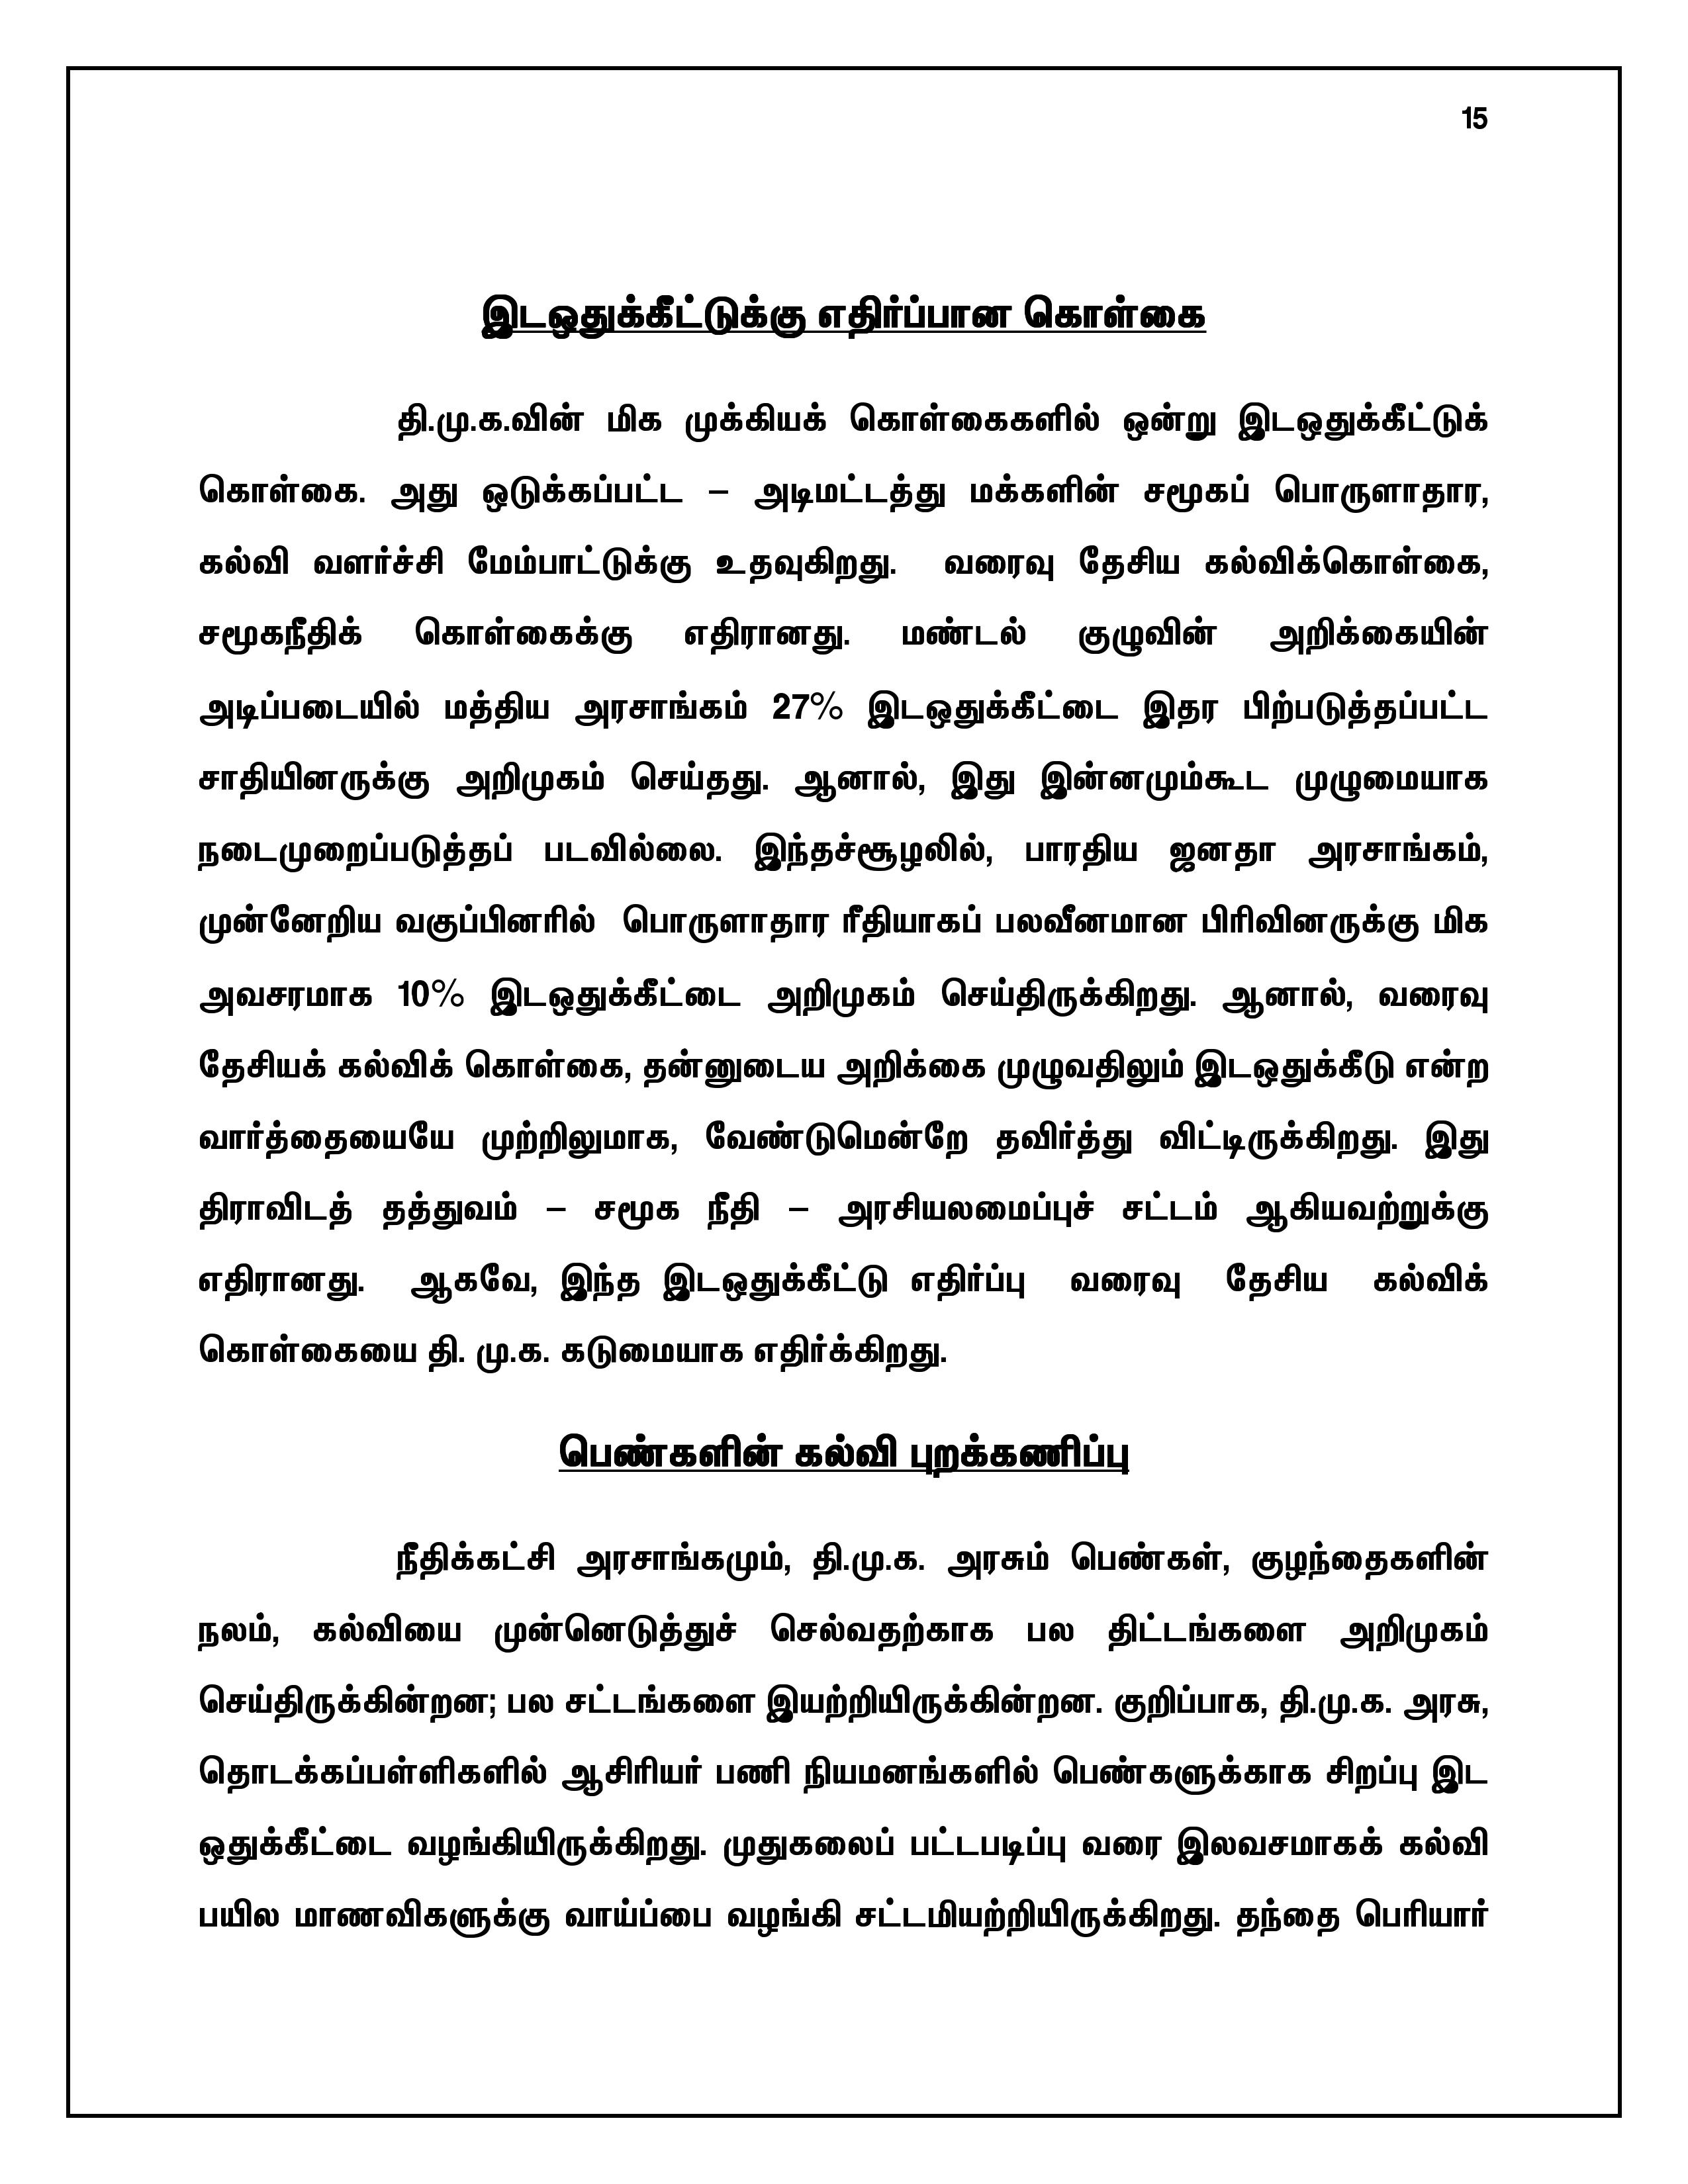 15
இடஒதுக்கீட்டுக்கு எதிர்ப்பான கொள்கை
தி.மு.க.வின் மிக முக்கியக் கொள்கைகளில் ஒன்று இடஒதுக்கீட்டுக்
கொள்கை. அது ஒடுக்கப்பட்ட – அடிமட்டத்து மக்களின் சமூகப் பொருளாதார,
கல்வி வளர்ச்சி மேம்பாட்டுக்கு உதவுகிறது. வரைவு தேசிய கல்விக்கொள்கை,
சமூகநீதிக் கொள்கைக்கு எதிரானது. மண்டல் குழுவின் அறிக்கையின்
அடிப்படையில் மத்திய அரசாங்கம் 27% இடஒதுக்கீட்டை இதர பிற்படுத்தப்பட்ட
சாதியினருக்கு அறிமுகம் செய்தது. ஆனால், இது இன்னமும்கூட முழுமையாக
நடைமுறைப்படுத்தப் படவில்லை. இந்தச்சூழலில், பாரதிய ஜனதா அரசாங்கம்,
முன்னேறிய வகுப்பினரில் பொருளாதார ரீதியாகப் பலவீனமான பிரிவினருக்கு மிக
அவசரமாக 10% இடஒதுக்கீட்டை அறிமுகம் செய்திருக்கிறது. ஆனால், வரைவு
தேசியக் கல்விக் கொள்கை, தன்னுடைய அறிக்கை முழுவதிலும் இடஒதுக்கீடு என்ற
வார்த்தையையே முற்றிலுமாக, வேண்டுமென்றே தவிர்த்து விட்டிருக்கிறது. இது
திராவிடத் தத்துவம் – சமூக நீதி – அரசியலமைப்புச் சட்டம் ஆகியவற்றுக்கு
எதிரானது. ஆகவே, இந்த இடஒதுக்கீட்டு எதிர்ப்பு வரைவு தேசிய கல்விக்
கொள்கையை தி. மு.க. கடுமையாக எதிர்க்கிறது.
பெண்களின் கல்வி புறக்கணிப்பு
நீதிக்கட்சி அரசாங்கமும், தி.மு.க. அரசும் பெண்கள், குழந்தைகளின்
நலம், கல்வியை முன்னெடுத்துச் செல்வதற்காக பல திட்டங்களை அறிமுகம்
செய்திருக்கின்றன; பல சட்டங்களை இயற்றியிருக்கின்றன. குறிப்பாக, தி.மு.க. அரசு,
தொடக்கப்பள்ளிகளில் ஆசிரியர் பணி நியமனங்களில் பெண்களுக்காக சிறப்பு இட
ஒதுக்கீட்டை வழங்கியிருக்கிறது. முதுகலைப் பட்டபடிப்பு வரை இலவசமாகக் கல்வி
பயில மாணவிகளுக்கு வாய்ப்பை வழங்கி சட்டமியற்றியிருக்கிறது. தந்தை பெரியார்